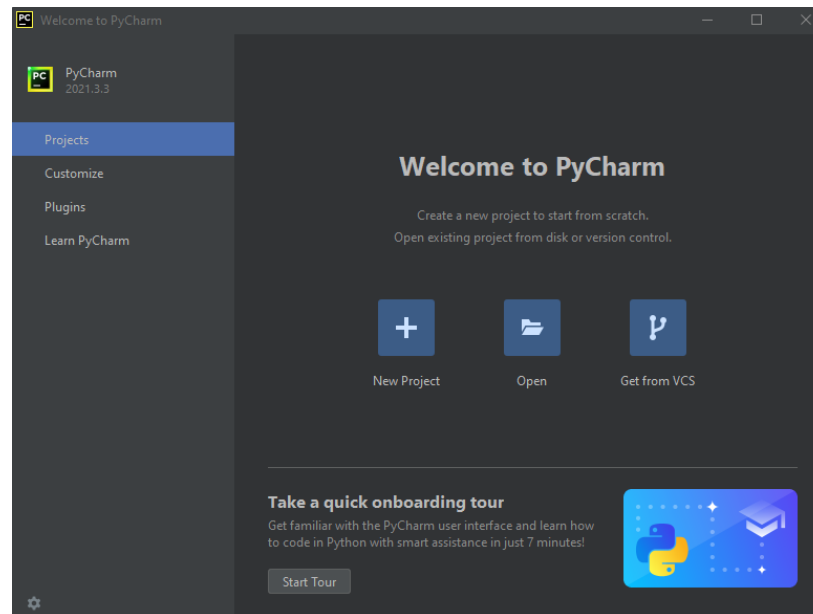 PC Welcome to PyCharm
PC
PyCharm
2021.3.3
Projects
Customize
Plugins
Learn PyCharm
Welcome to PyCharm
Create a new project to start from scratch.
Open existing project from disk or version control.
New Project
Open
Get from VCS
Take a quick onboarding tour
Get familiar with the PyCharm user interface and learn how
to code in Python with smart assistance in just 7 minutes!
Start Tour